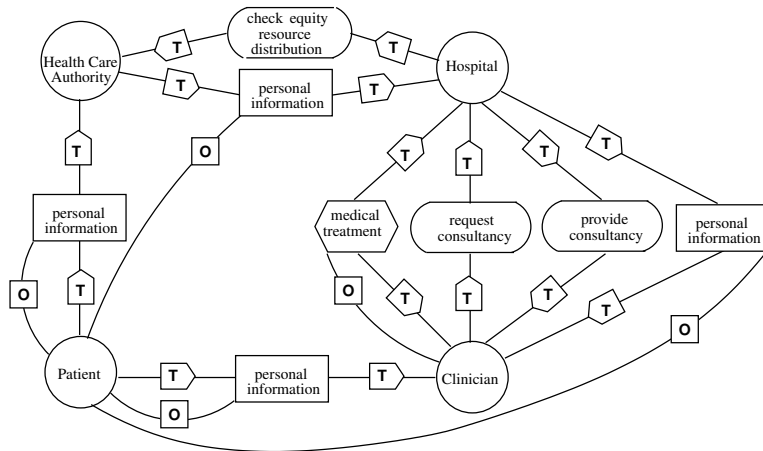 check equity
resource
distribution
T
T
Health Care
Authority
Hospital
T
personal
information
T
O
T
T
T
T
T
personal
information
medical
treatment
request
consultancy
provide
consultancy
personal
information
O
T
O
T
T
T
T
O
Patient
T
personal
information
T
Clinician
O